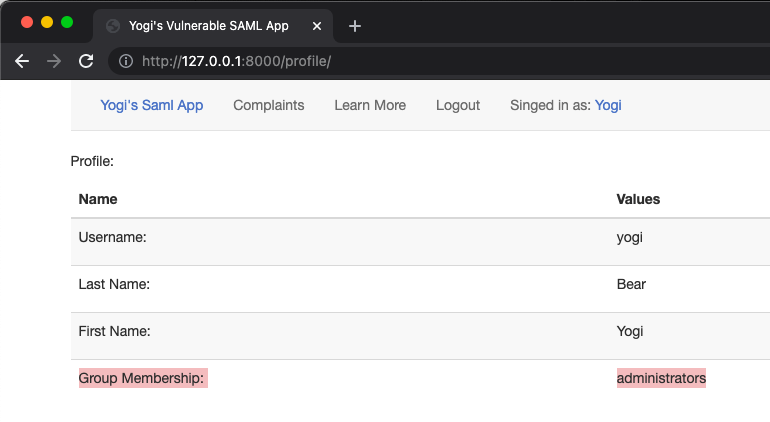 Yogi's Vulnerable SAML App
http://127.0.0.1:8000/profile/
Yogi's Saml App Complaints Learn More Logout Singed in as: Yogi
Profile:
Name Values
Username: yogi
Last Name: Bear
First Name: Yogi
Group Membership: administrators